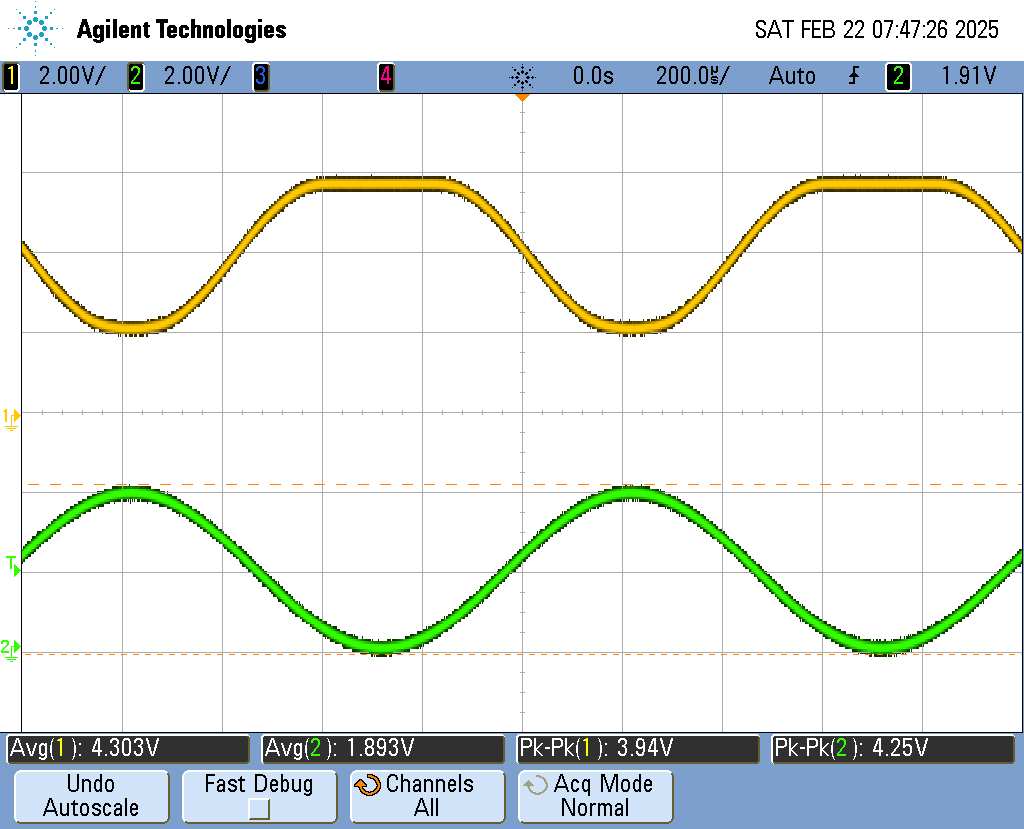 Agilent Technologies
SAT FEB 22 07:47:26 2025
1 2.00V/ 2 2.00V/ 3 4 0.0s 200.0µs/ Auto 2 1.91V
1
T
2
Avg(1): 4.303V
Avg(2): 1.893V
Pk-Pk(1): 3.94V
Pk-Pk(2): 4.25V
Undo
Autoscale
Fast Debug
Channels
All
Acq Mode
Normal